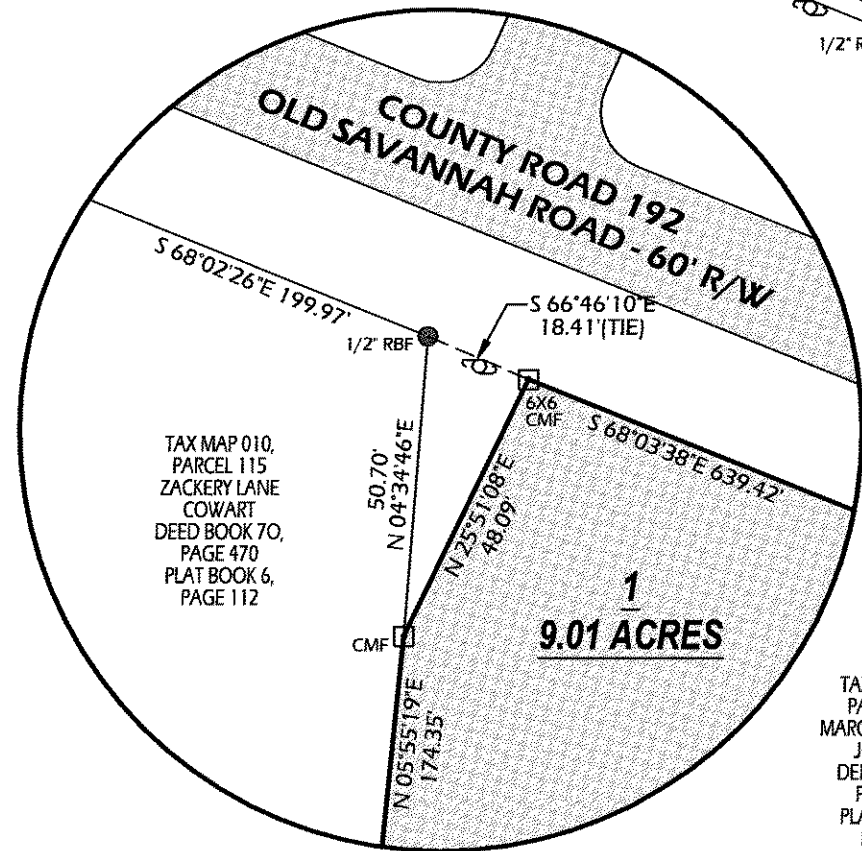 1/2" R
COUNTY ROAD 192
OLD SAVANNAH ROAD - 60' R/W
S 68°02'26"E 199.97'
S 66°46'10"E
18.41'(TIE)
1/2" RBF
6X6
CMF
S 68°03'38"E 639.42'
TAX MAP 010,
PARCEL 115
ZACKERY LANE
COWART
DEED BOOK 7O,
PAGE 470
PLAT BOOK 6,
PAGE 112
50.70'
N 04°34'46"E
N 25°51'08"E
48.09'
1
9.01 ACRES
CMF
N 05°55'19"E
174.35'
TA
PA
MARC
J
DE
P
PLA